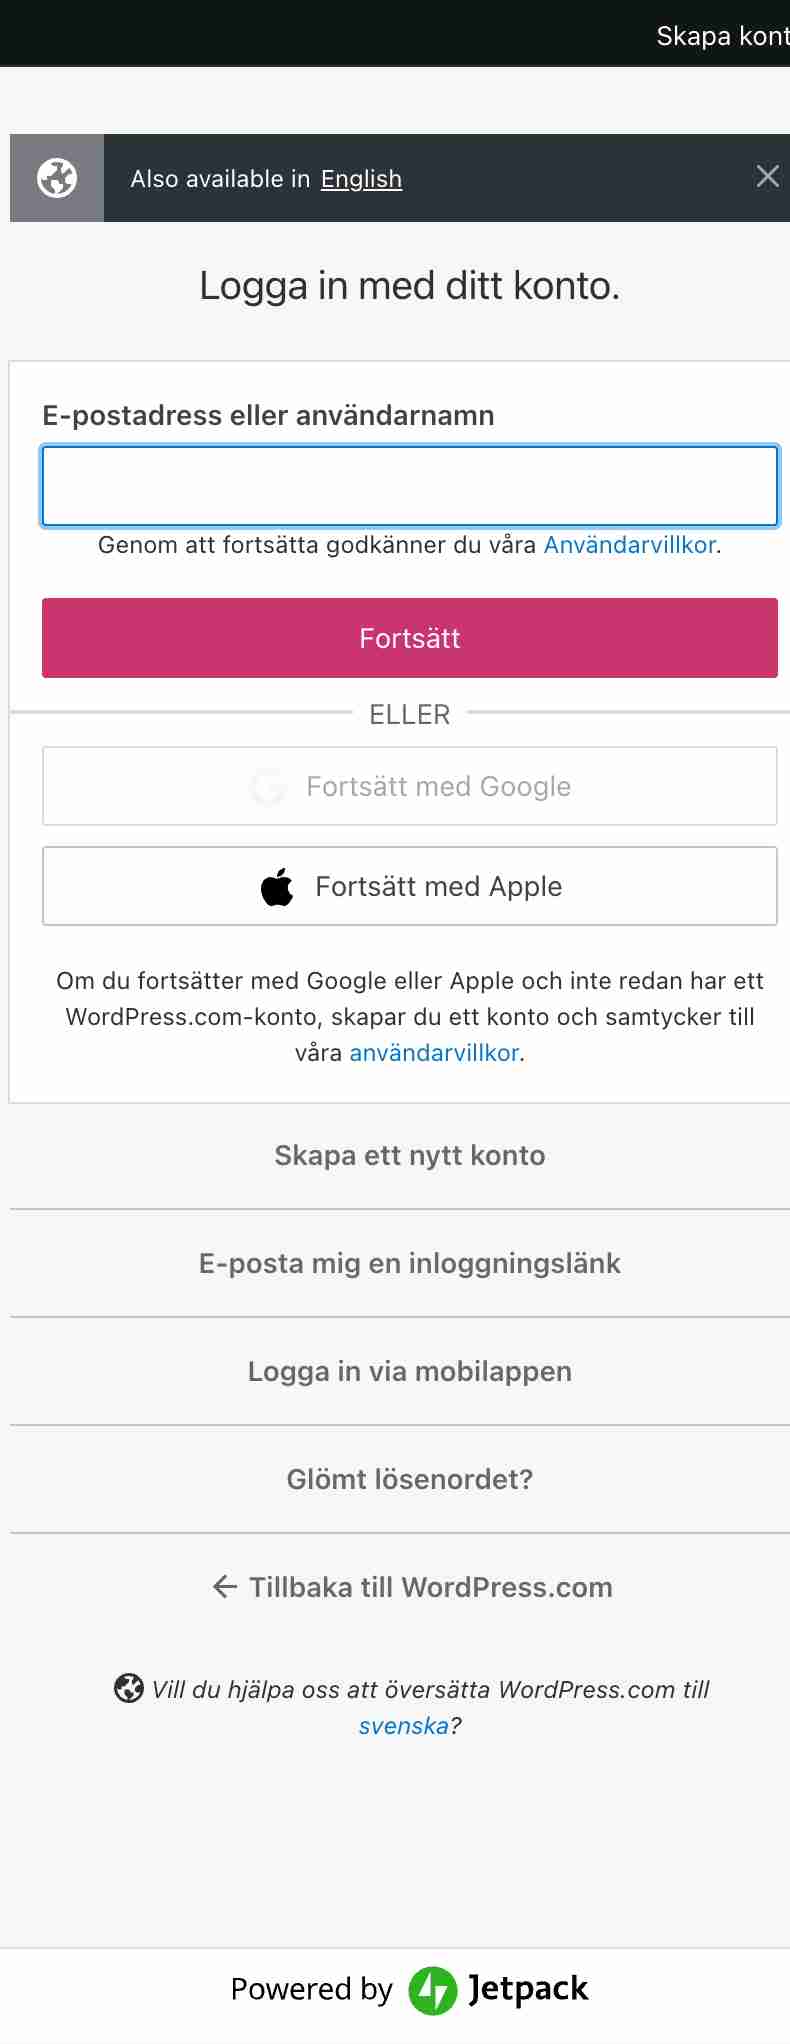 Skapa kont
Also available in English
Logga in med ditt konto.
E-postadress eller användarnamn
Genom att fortsätta godkänner du våra Användarvillkor.
Fortsätt
ELLER
Fortsätt med Google
Fortsätt med Apple
Om du fortsätter med Google eller Apple och inte redan har ett
WordPress.com-konto, skapar du ett konto och samtycker till
våra användarvillkor.
Skapa ett nytt konto
E-posta mig en inloggningslänk
Logga in via mobilappen
Glömt lösenordet?
← Tillbaka till WordPress.com
Vill du hjälpa oss att översätta WordPress.com till
svenska?
Powered by Jetpack